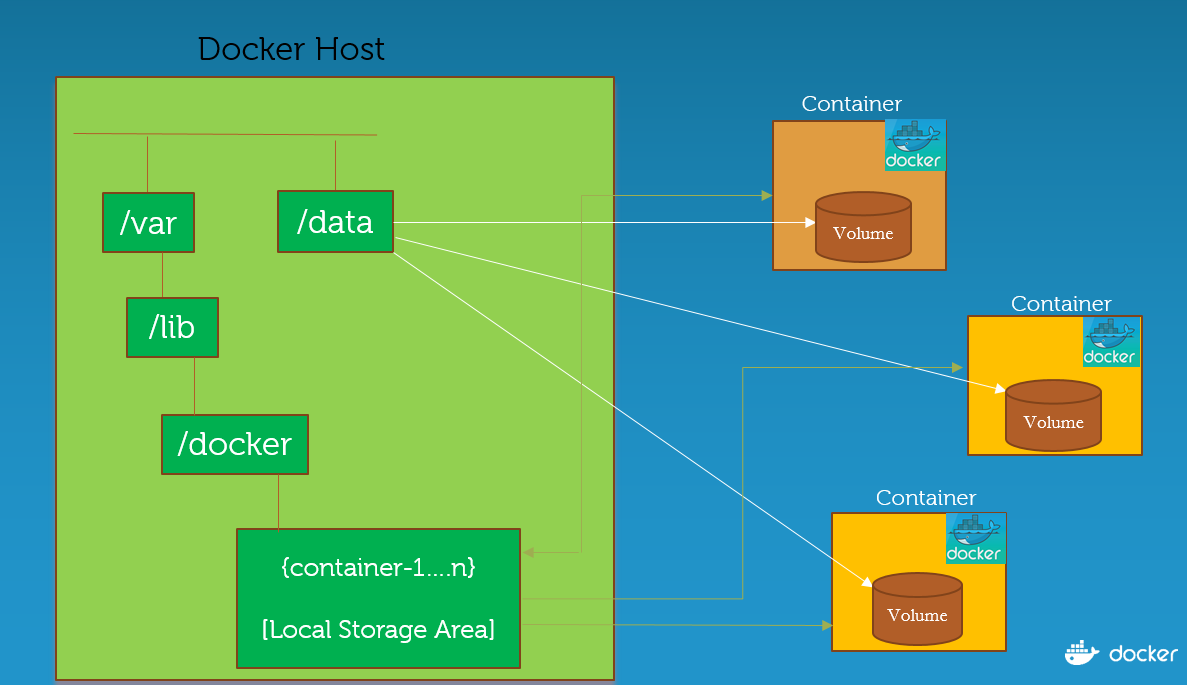 Docker Host
/var
/data
/lib
/docker
{container-1....n}
[Local Storage Area]
Container
docker
Volume
Container
docker
Volume
Container
docker
Volume
docker